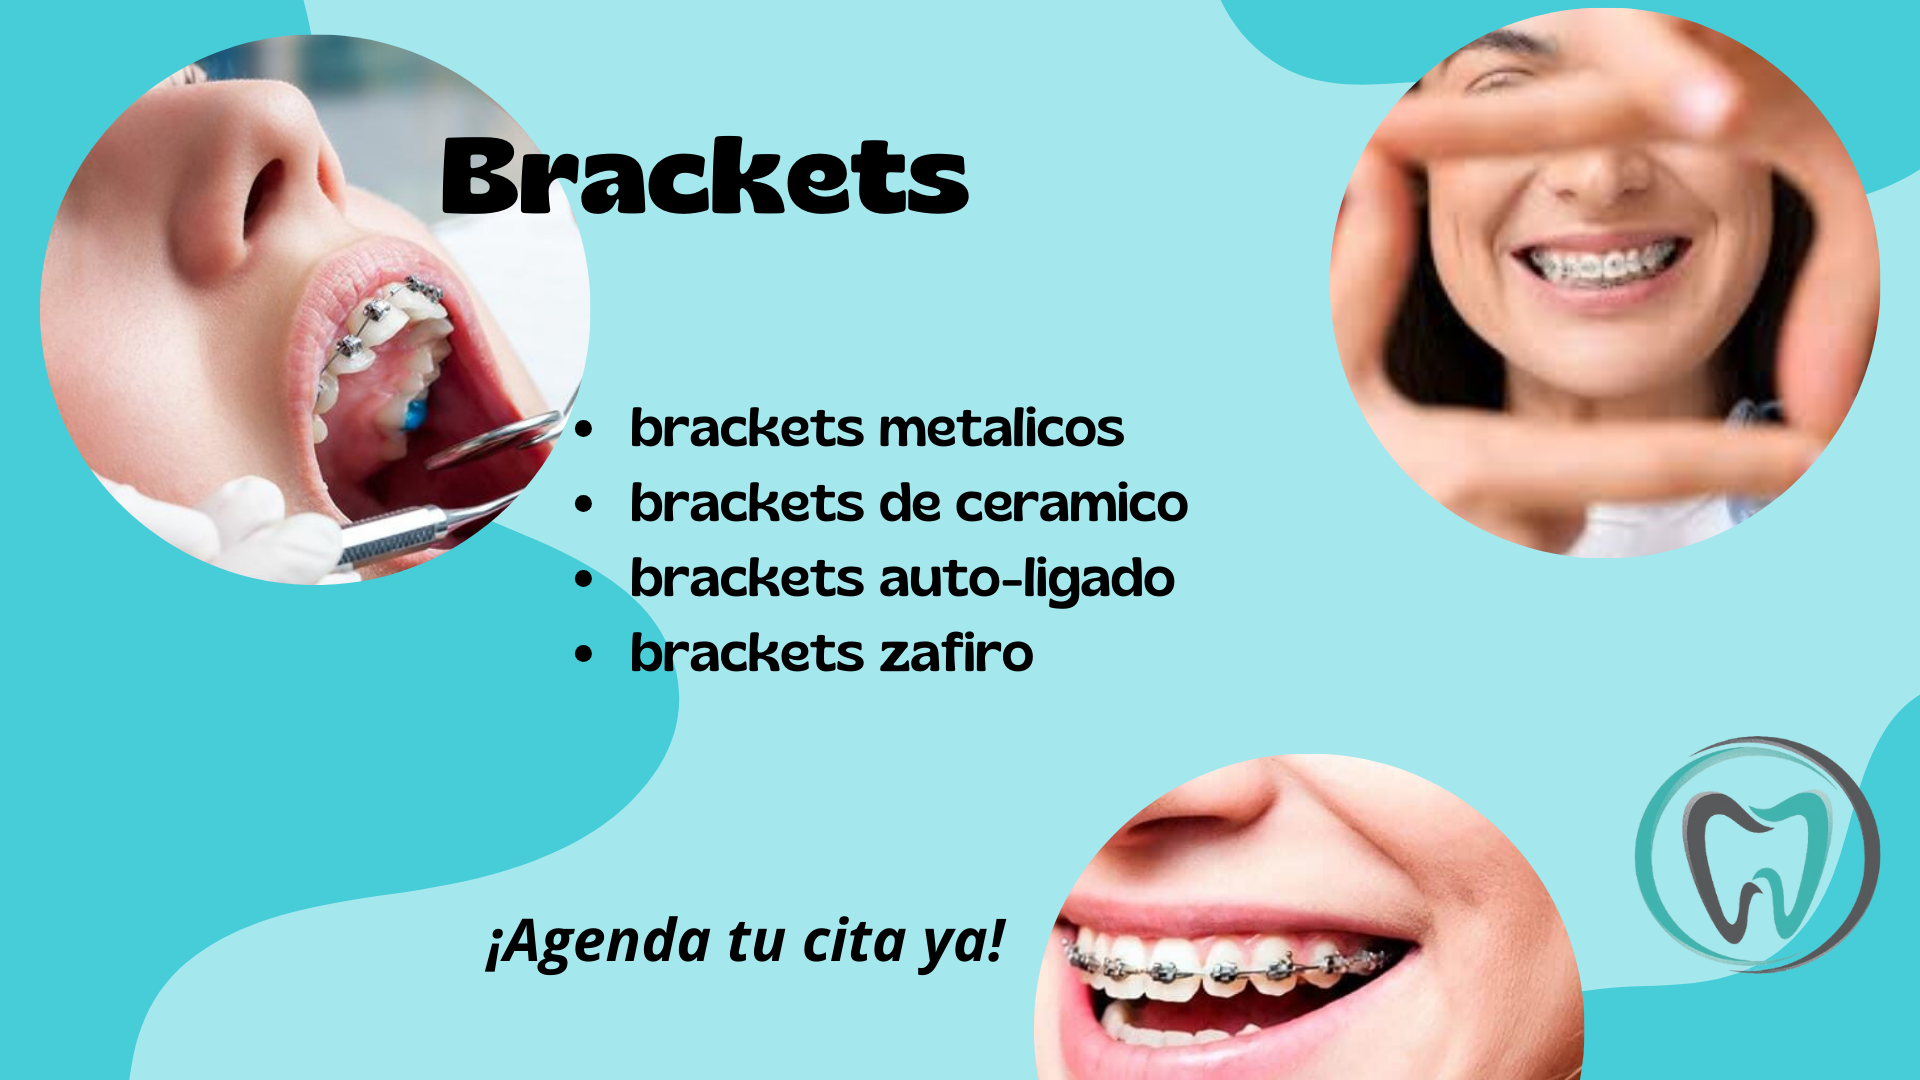 Brackets
• brackets metalicos
• brackets de ceramico
• brackets auto-ligado
• brackets zafiro
¡Agenda tu cita ya!